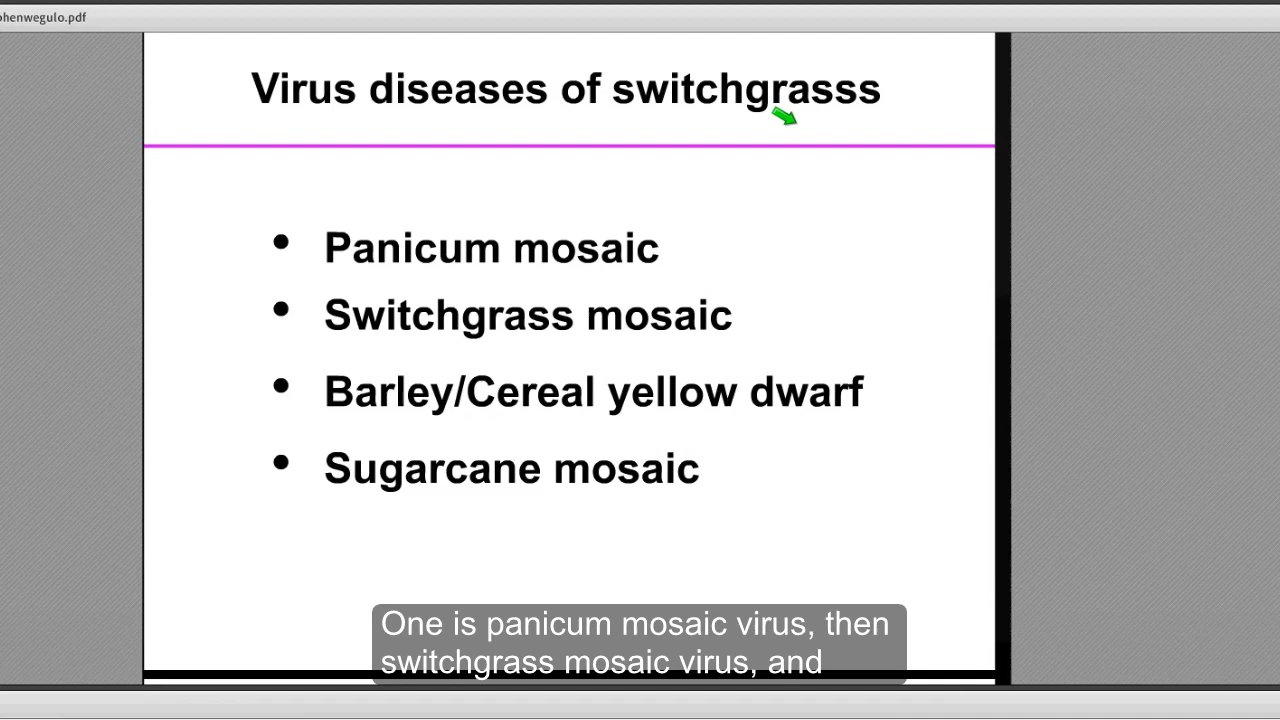 phenwegulo.pdf
Virus diseases of switchgrasss
• Panicum mosaic
• Switchgrass mosaic
• Barley/Cereal yellow dwarf
• Sugarcane mosaic
One is panicum mosaic virus, then
switchgrass mosaic virus, and